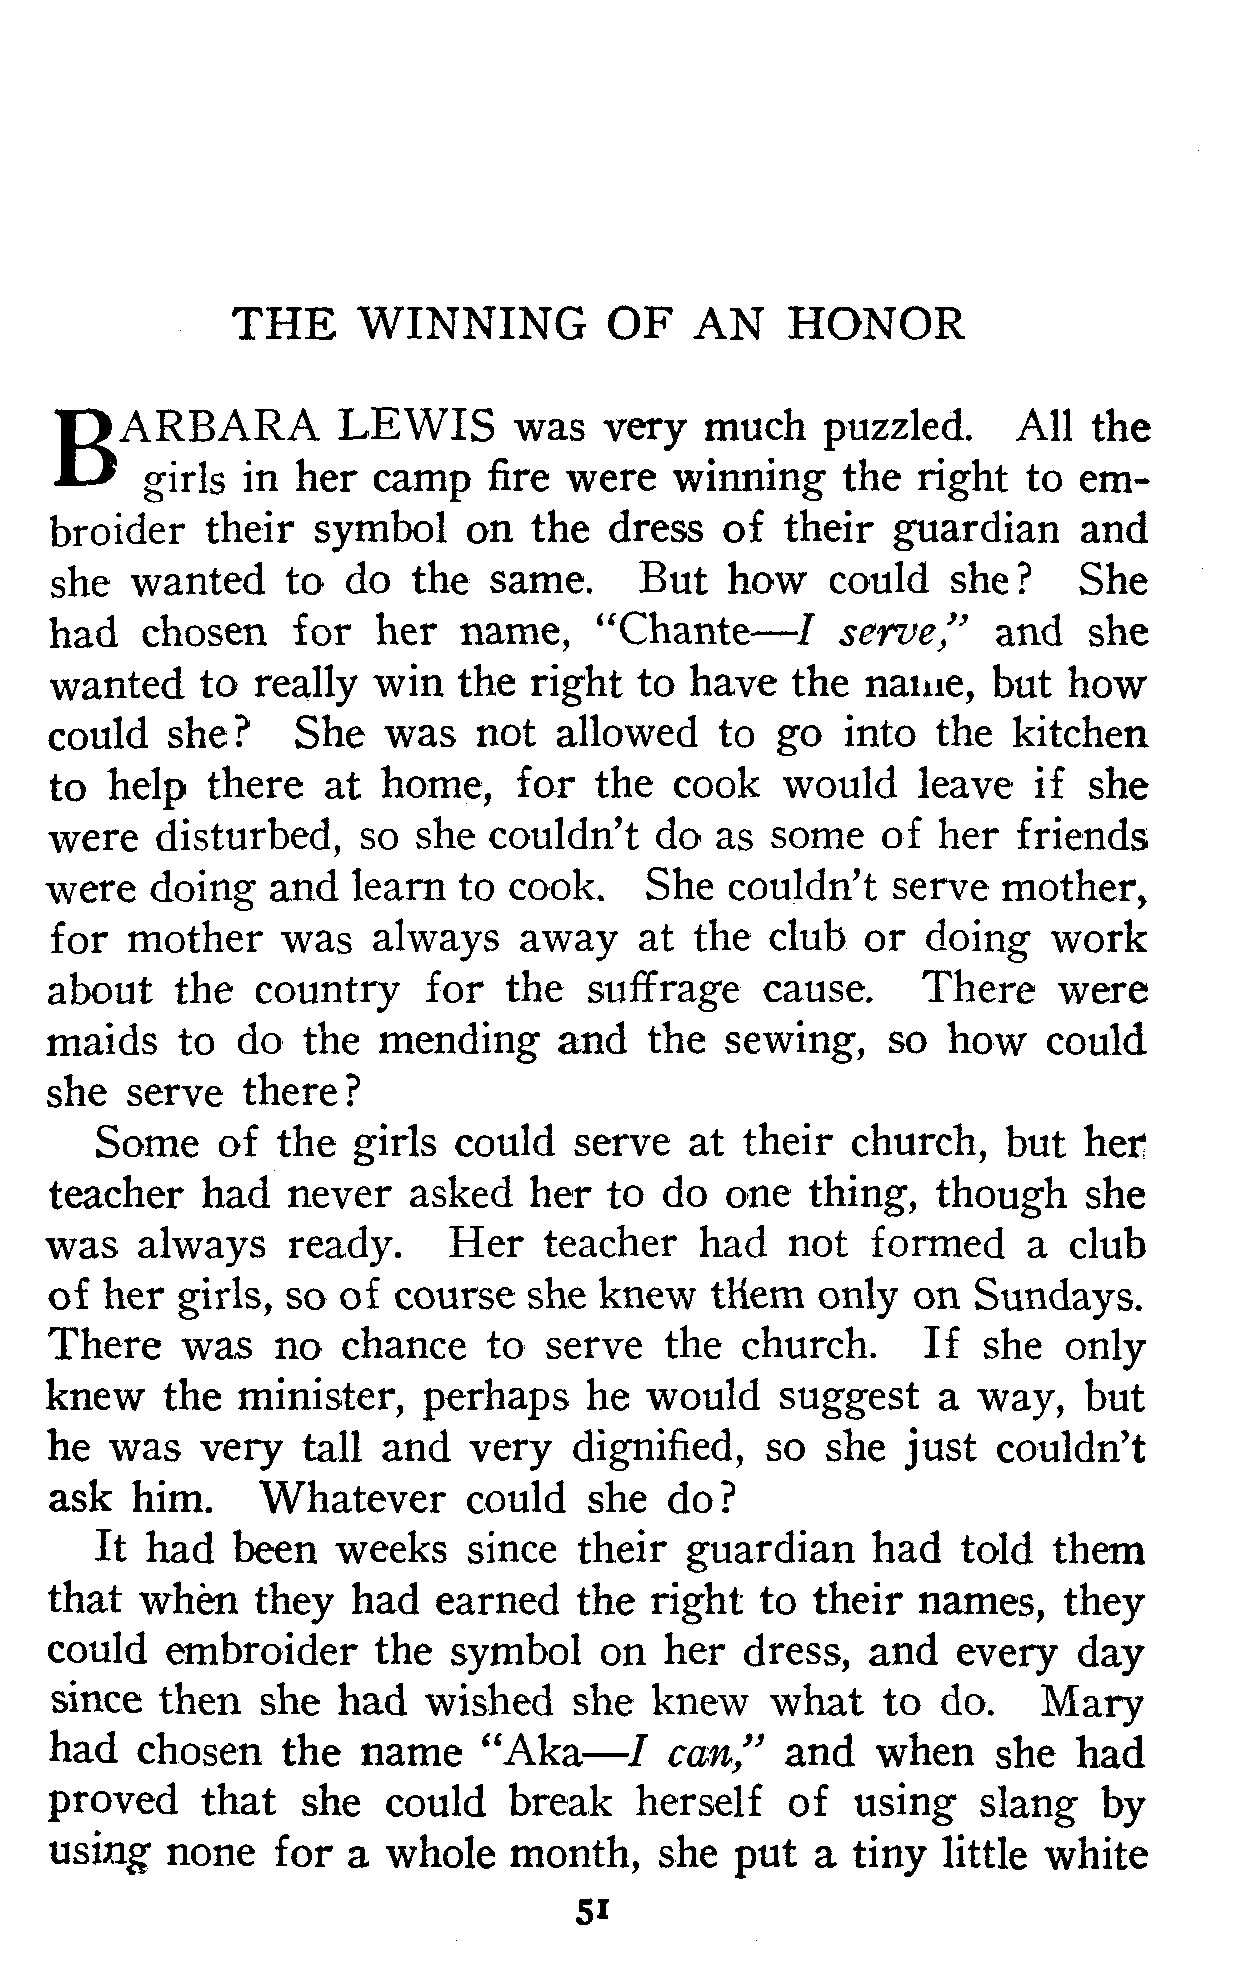 THE WINNING OF AN HONOR
BARBARA LEWIS was very much puzzled. All the
girls in her camp fire were winning the right to em-
broider their symbol on the dress of their guardian and
she wanted to do the same. But how could she? She
had chosen for her name, "Chante—I serve," and she
wanted to really win the right to have the name, but how
could she? She was not allowed to go into the kitchen
to help there at home, for the cook would leave if she
were disturbed, so she couldn't do as some of her friends
were doing and learn to cook. She couldn't serve mother,
for mother was always away at the club or doing work
about the country for the suffrage cause. There were
maids to do the mending and the sewing, so how could
she serve there?
Some of the girls could serve at their church, but her
teacher had never asked her to do one thing, though she
was always ready. Her teacher had not formed a club
of her girls, so of course she knew them only on Sundays.
There was no chance to serve the church. If she only
knew the minister, perhaps he would suggest a way, but
he was very tall and very dignified, so she just couldn't
ask him. Whatever could she do?
It had been weeks since their guardian had told them
that when they had earned the right to their names, they
could embroider the symbol on her dress, and every day
since then she had wished she knew what to do. Mary
had chosen the name "Aka—I can," and when she had
proved that she could break herself of using slang by
using none for a whole month, she put a tiny little white
51